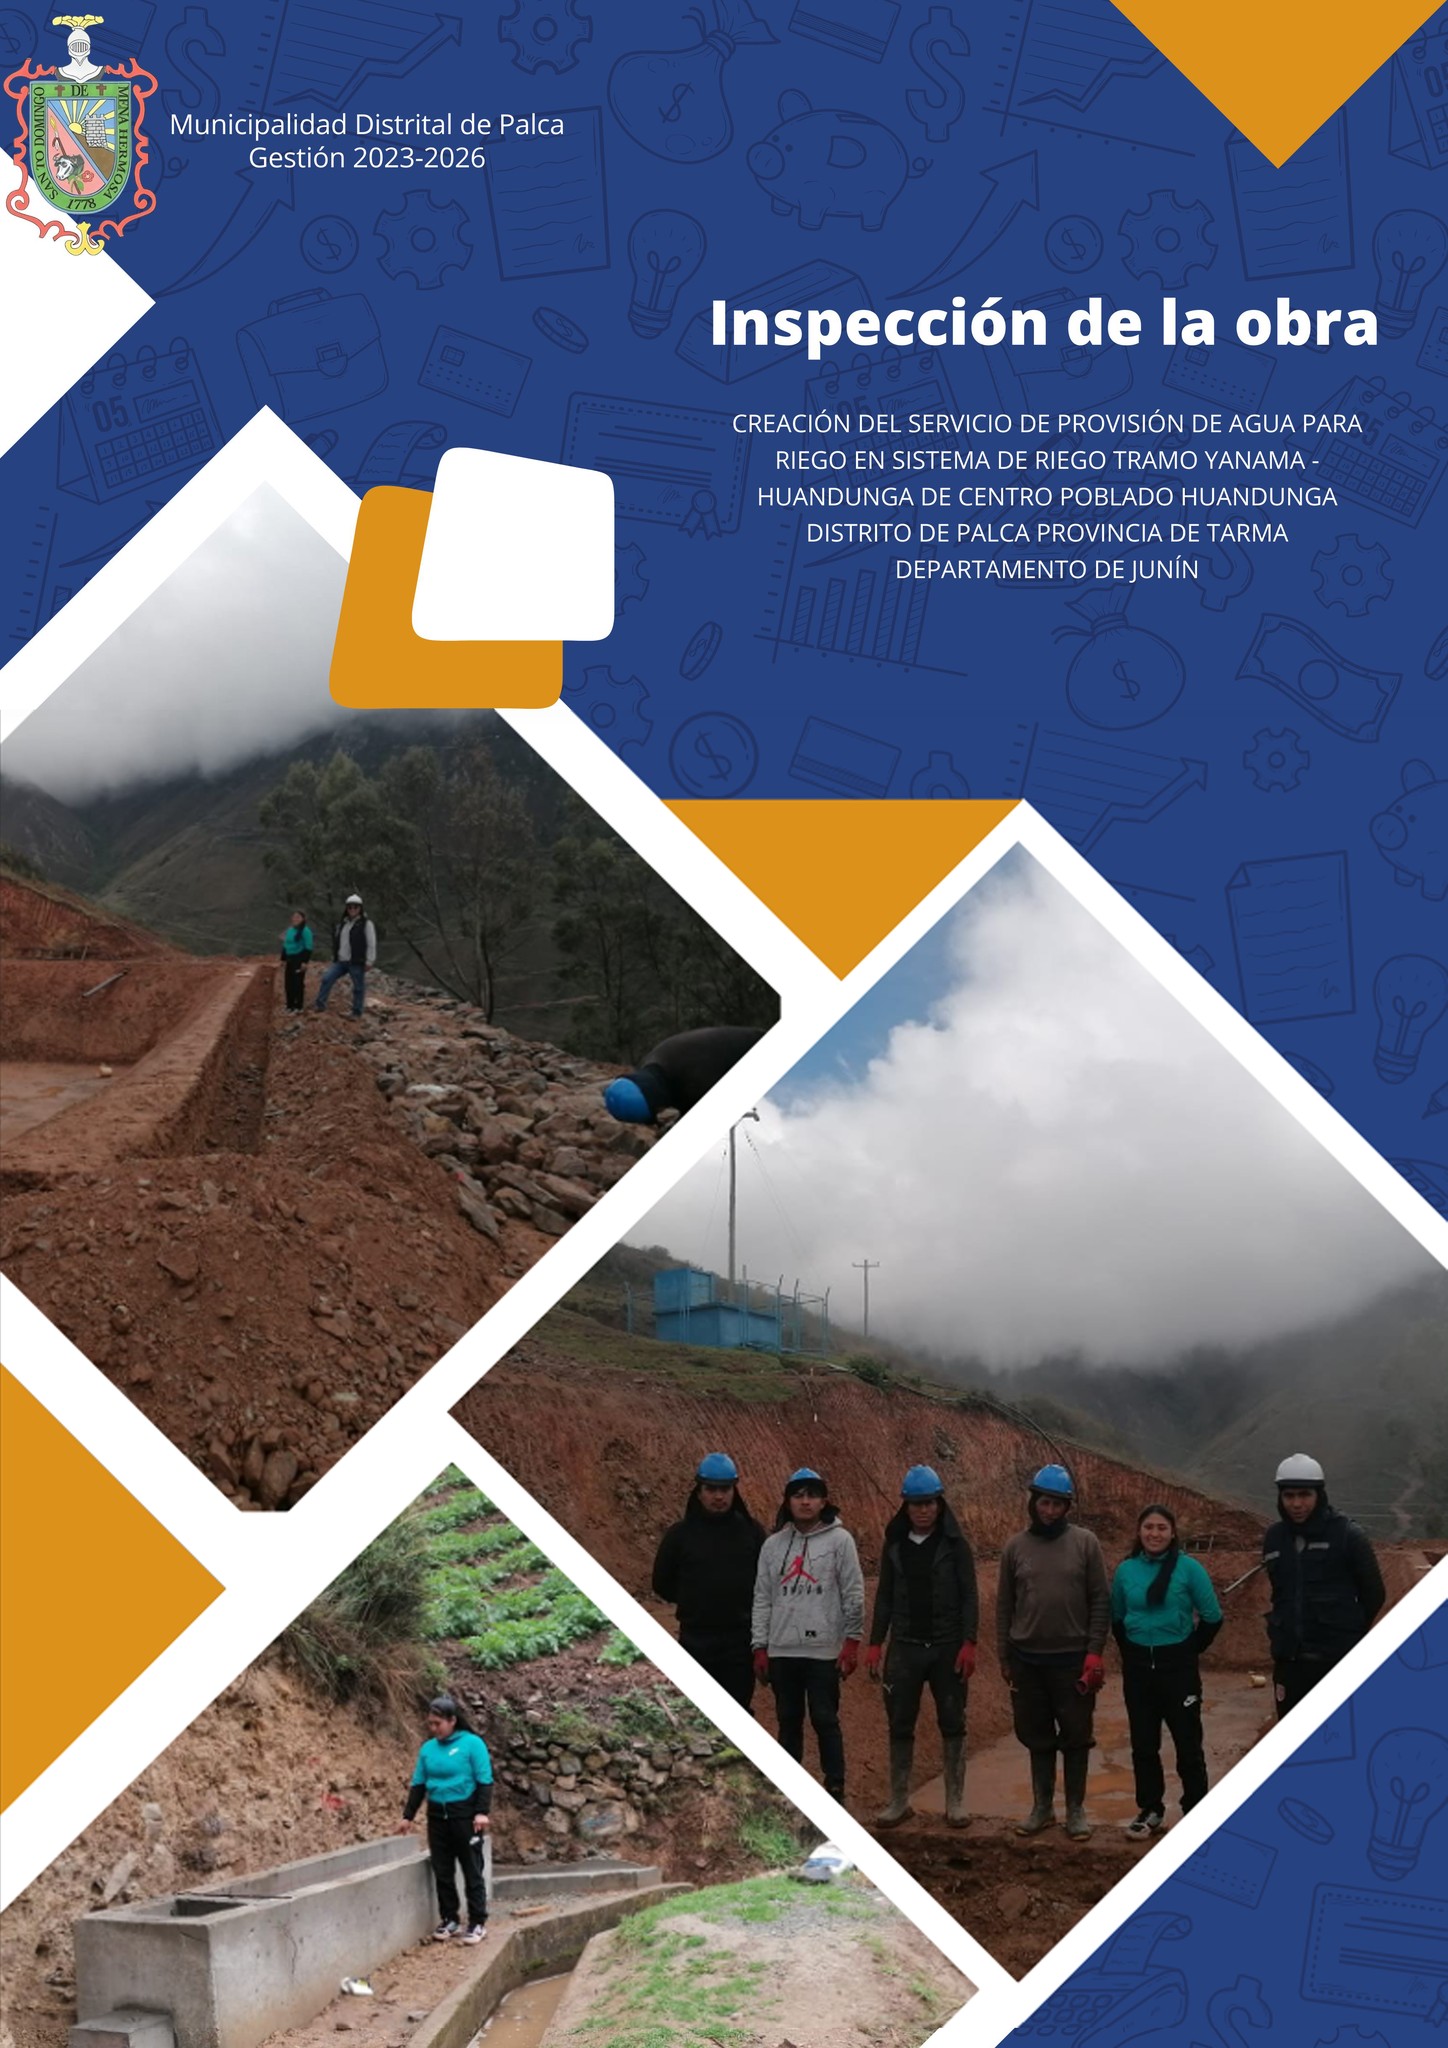 SANTO DOMINGO DE MENA HERMOSA
1778
Municipalidad Distrital de Palca
Gestión 2023-2026
Inspección de la obra
CREACIÓN DEL SERVICIO DE PROVISIÓN DE AGUA PARA
RIEGO EN SISTEMA DE RIEGO TRAMO YANAMA -
HUANDUNGA DE CENTRO POBLADO HUANDUNGA
DISTRITO DE PALCA PROVINCIA DE TARMA
DEPARTAMENTO DE JUNÍN
05